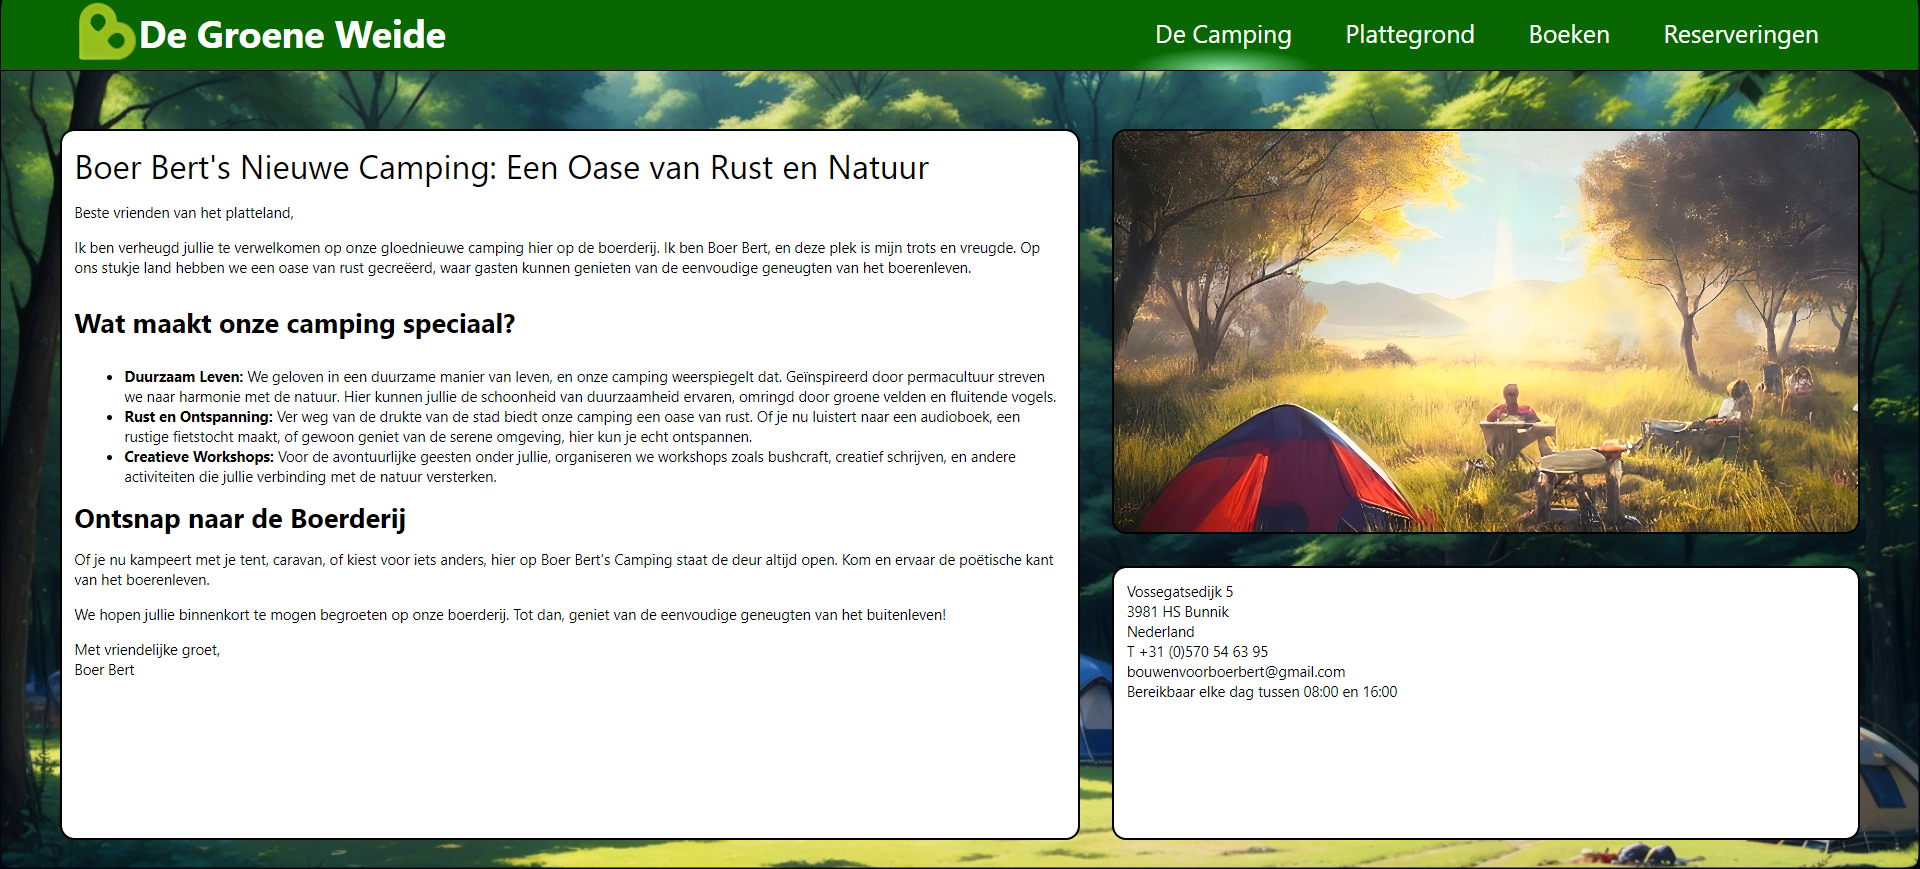 De Groene Weide
De Camping
Plattegrond
Boeken
Reserveringen
Boer Bert's Nieuwe Camping: Een Oase van Rust en Natuur
Beste vrienden van het platteland,
Ik ben verheugd jullie te verwelkomen op onze gloednieuwe camping hier op de boerderij. Ik ben Boer Bert, en deze plek is mijn trots en vreugde. Op
ons stukje land hebben we een oase van rust gecreëerd, waar gasten kunnen genieten van de eenvoudige geneugten van het boerenleven.
Wat maakt onze camping speciaal?
• Duurzaam Leven: We geloven in een duurzame manier van leven, en onze camping weerspiegelt dat. Geïnspireerd door permacultuur streven
we naar harmonie met de natuur. Hier kunnen jullie de schoonheid van duurzaamheid ervaren, omringd door groene velden en fluitende vogels.
• Rust en Ontspanning: Ver weg van de drukte van de stad biedt onze camping een oase van rust. Of je nu luistert naar een audioboek, een
rustige fietstocht maakt, of gewoon geniet van de serene omgeving, hier kun je echt ontspannen.
• Creatieve Workshops: Voor de avontuurlijke geesten onder jullie, organiseren we workshops zoals bushcraft, creatief schrijven, en andere
activiteiten die jullie verbinding met de natuur versterken.
Ontsnap naar de Boerderij
Of je nu kampeert met je tent, caravan, of kiest voor iets anders, hier op Boer Bert's Camping staat de deur altijd open. Kom en ervaar de poëtische kant
van het boerenleven.
We hopen jullie binnenkort te mogen begroeten op onze boerderij. Tot dan, geniet van de eenvoudige geneugten van het buitenleven!
Met vriendelijke groet,
Boer Bert
Vossegatsedijk 5
3981 HS Bunnik
Nederland
T +31 (0)570 54 63 95
bouwenvoorboerbert@gmail.com
Bereikbaar elke dag tussen 08:00 en 16:00